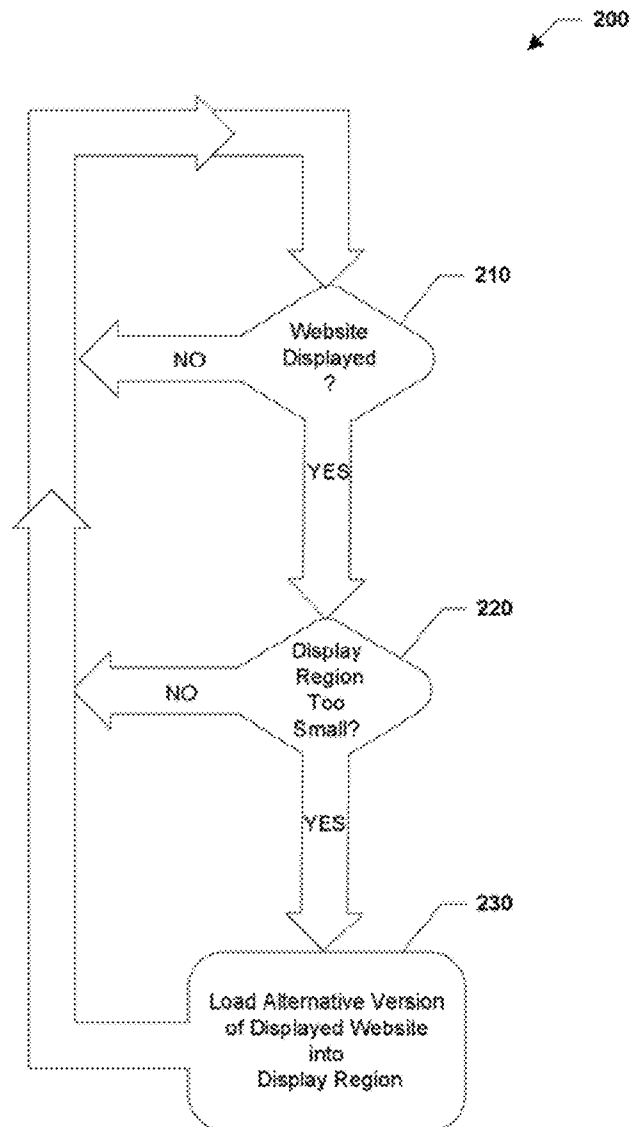 200
210
Website
Displayed
?
NO
YES
220
Display
Region
Too
Small?
NO
YES
230
Load Alternative Version
of Displayed Website
into
Display Region